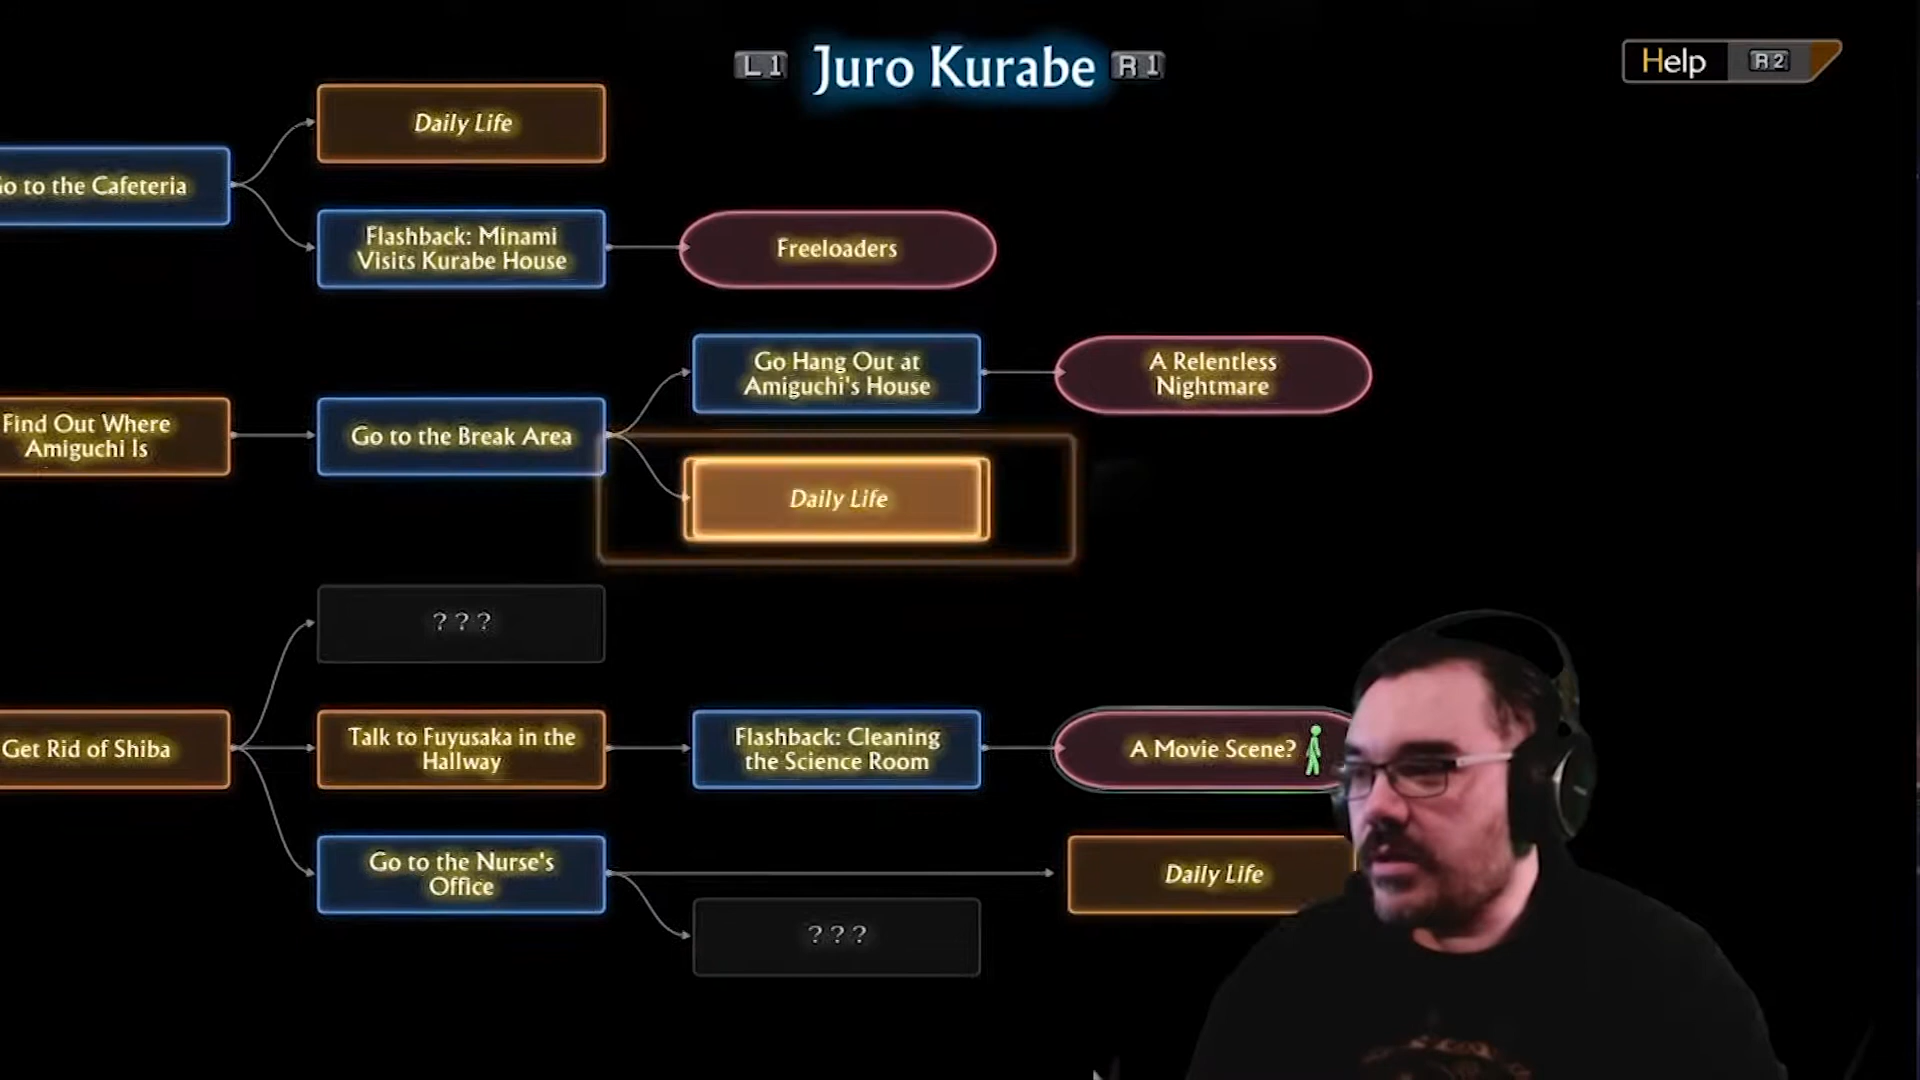 L1 Juro Kurabe R1
Help R2
Daily Life
o to the Cafeteria
Flashback: Minami
Visits Kurabe House
Freeloaders
Go Hang Out at
Amiguchi's House
A Relentless
Nightmare
Find Out Where
Amiguchi Is
Go to the Break Area
Daily Life
???
Get Rid of Shiba
Talk to Fuyusaka in the
Hallway
Flashback: Cleaning
the Science Room
A Movie Scene?
Go to the Nurse's
Office
Daily Life
???